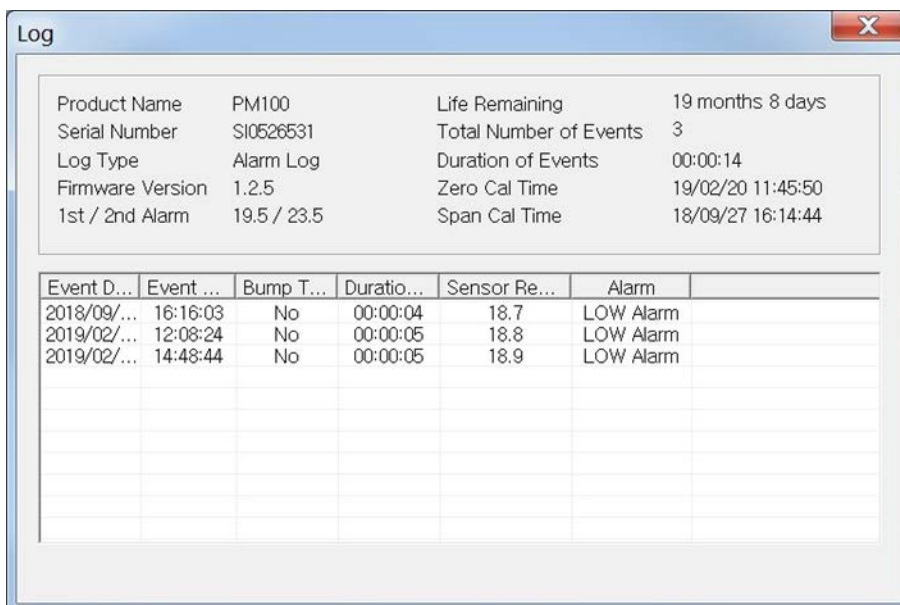 Log
Product Name PM100 Life Remaining 19 months 8 days
Serial Number SI0526531 Total Number of Events 3
Log Type Alarm Log Duration of Events 00:00:14
Firmware Version 1.2.5 Zero Cal Time 19/02/20 11:45:50
1st / 2nd Alarm 19.5 / 23.5 Span Cal Time 18/09/27 16:14:44
Event D... Event ... Bump T... Duratio... Sensor Re... Alarm
2018/09/... 16:16:03 No 00:00:04 18.7 LOW Alarm
2019/02/... 12:08:24 No 00:00:05 18.8 LOW Alarm
2019/02/... 14:48:44 No 00:00:05 18.9 LOW Alarm